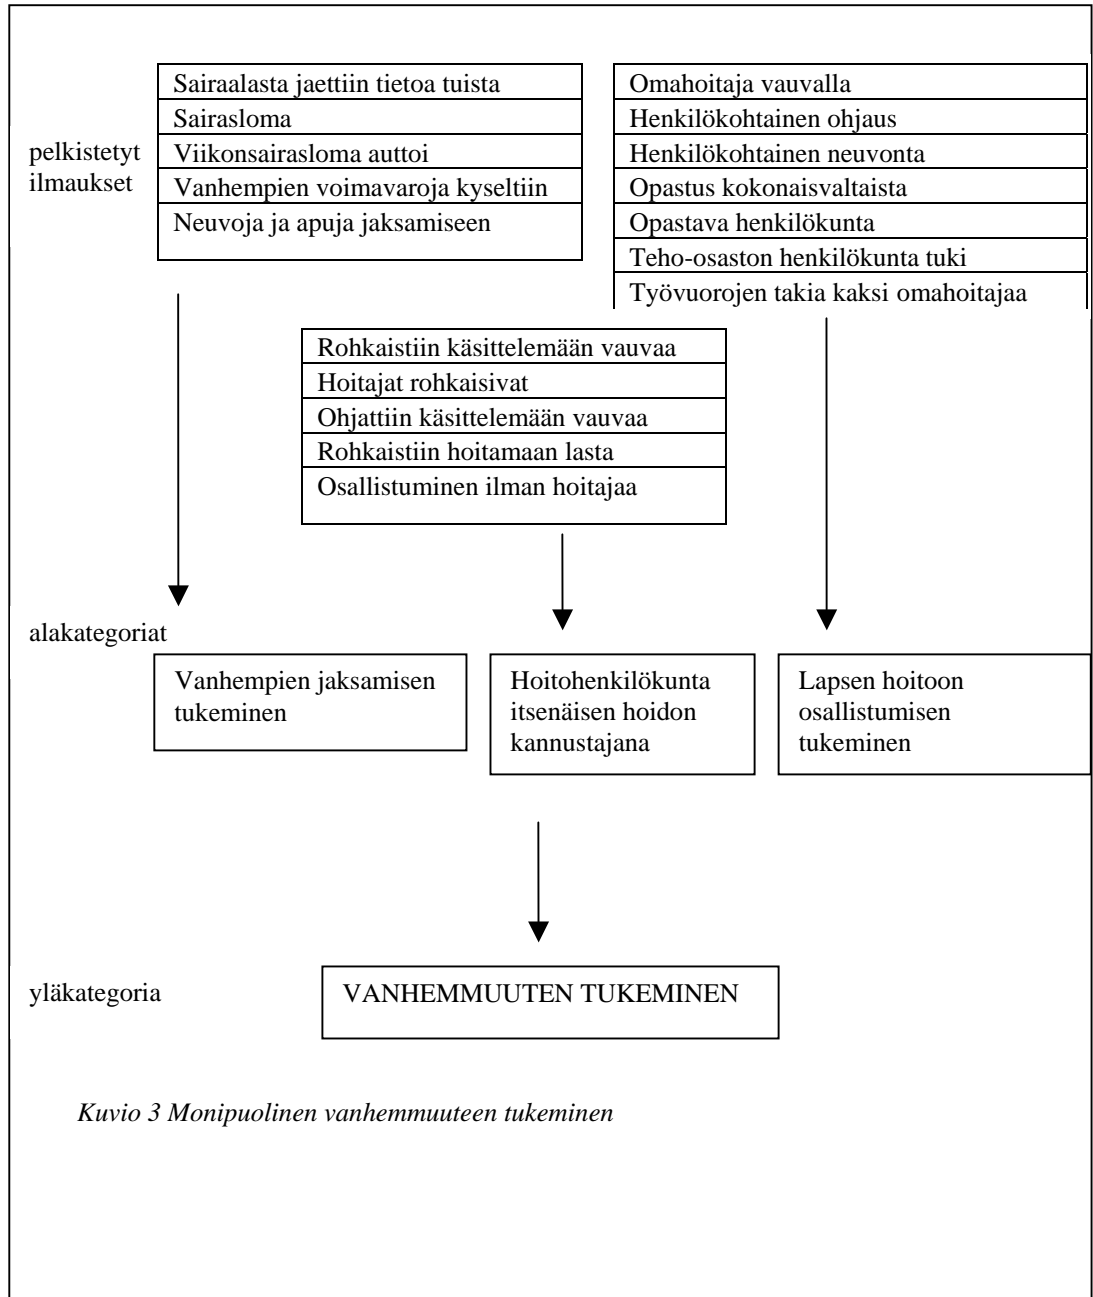 pelkistetyt
ilmaukset
Sairaalasta jaettiin tietoa tuista
Sairasloma
Viikonsairasloma auttoi
Vanhempien voimavaroja kyseltiin
Neuvoja ja apuja jaksamiseen
Omahoitaja vauvalla
Henkilökohtainen ohjaus
Henkilökohtainen neuvonta
Opastus kokonaisvaltaista
Opastava henkilökunta
Teho-osaston henkilökunta tuki
Työvuorojen takia kaksi omahoitajaa
Rohkaistiin käsittelemään vauvaa
Hoitajat rohkaisivat
Ohjattiin käsittelemään vauvaa
Rohkaistiin hoitamaan lasta
Osallistuminen ilman hoitajaa
alakategoriat
Vanhempien jaksamisen
tukeminen
Hoitohenkilökunta
itsenäisen hoidon
kannustajana
Lapsen hoitoon
osallistumisen
tukeminen
yläkategoria
VANHEMMUUTEN TUKEMINEN
Kuvio 3 Monipuolinen vanhemmuuteen tukeminen